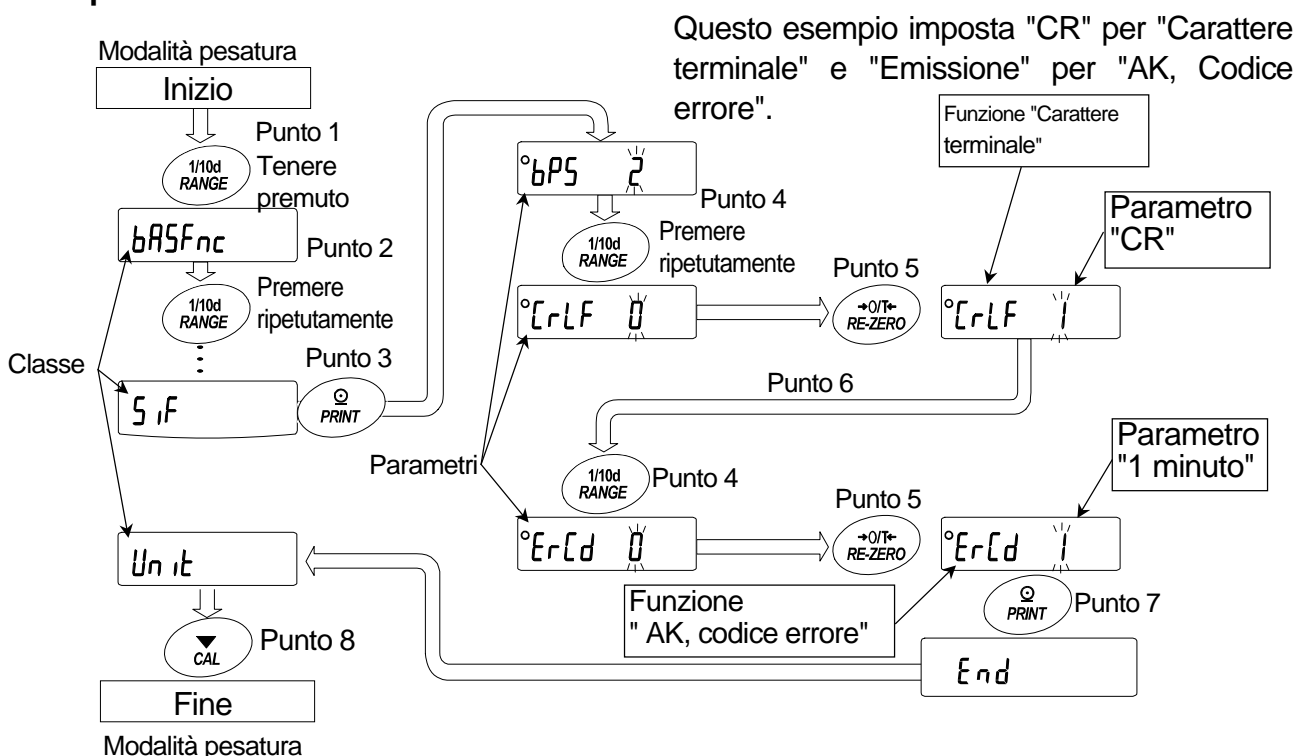 Questo esempio imposta "CR" per "Carattere
terminale" e "Emissione" per "AK, Codice
errore".
Modalità pesatura
Inizio
Punto 1
1/10d
RANGE
Tenere
premuto
bASFnc
Punto 2
1/10d
RANGE
Premere
ripetutamente
Classe
Punto 3
S iF
PRINT
bPS 2
Punto 4
1/10d
RANGE
Premere
ripetutamente
CrLF 0
Punto 5
→0/T←
RE-ZERO
Funzione "Carattere
terminale"
Parametro
"CR"
CrLF 1
Punto 6
Parametri
1/10d
RANGE
Punto 4
ErCd 0
Punto 5
→0/T←
RE-ZERO
Parametro
"1 minuto"
ErCd 1
Funzione
" AK, codice errore"
PRINT
Punto 7
End
Un it
CAL
Punto 8
Fine
Modalità pesatura